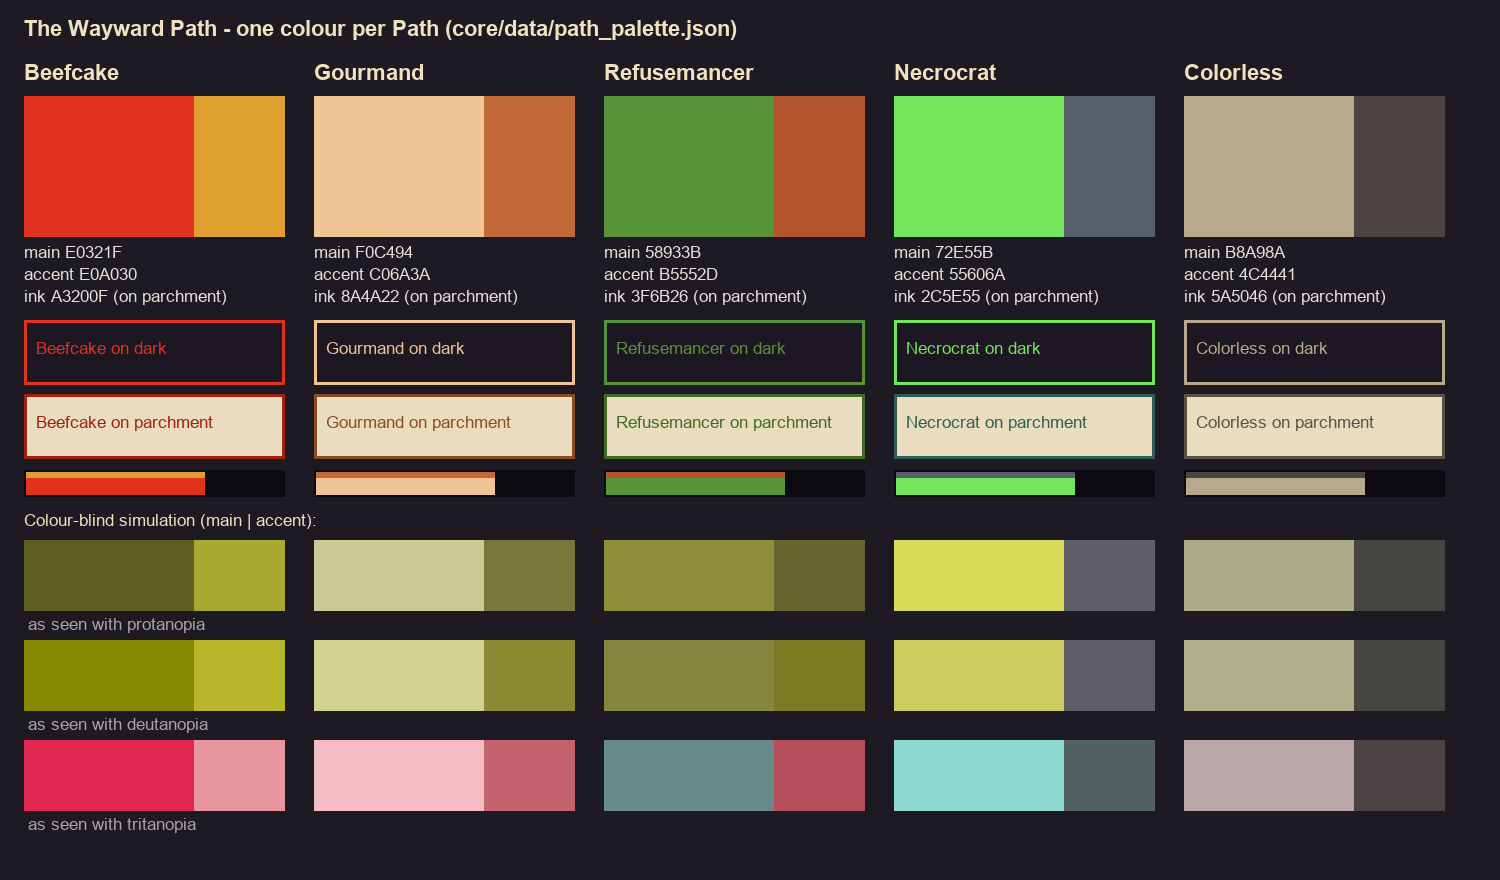 The Wayward Path - one colour per Path (core/data/path_palette.json)
Beefcake
main E0321F
accent E0A030
ink A3200F (on parchment)
Beefcake on dark
Beefcake on parchment
Gourmand
main F0C494
accent C06A3A
ink 8A4A22 (on parchment)
Gourmand on dark
Gourmand on parchment
Refusemancer
main 58933B
accent B5552D
ink 3F6B26 (on parchment)
Refusemancer on dark
Refusemancer on parchment
Necrocrat
main 72E55B
accent 55606A
ink 2C5E55 (on parchment)
Necrocrat on dark
Necrocrat on parchment
Colorless
main B8A98A
accent 4C4441
ink 5A5046 (on parchment)
Colorless on dark
Colorless on parchment
Colour-blind simulation (main | accent):
as seen with protanopia
as seen with deutanopia
as seen with tritanopia